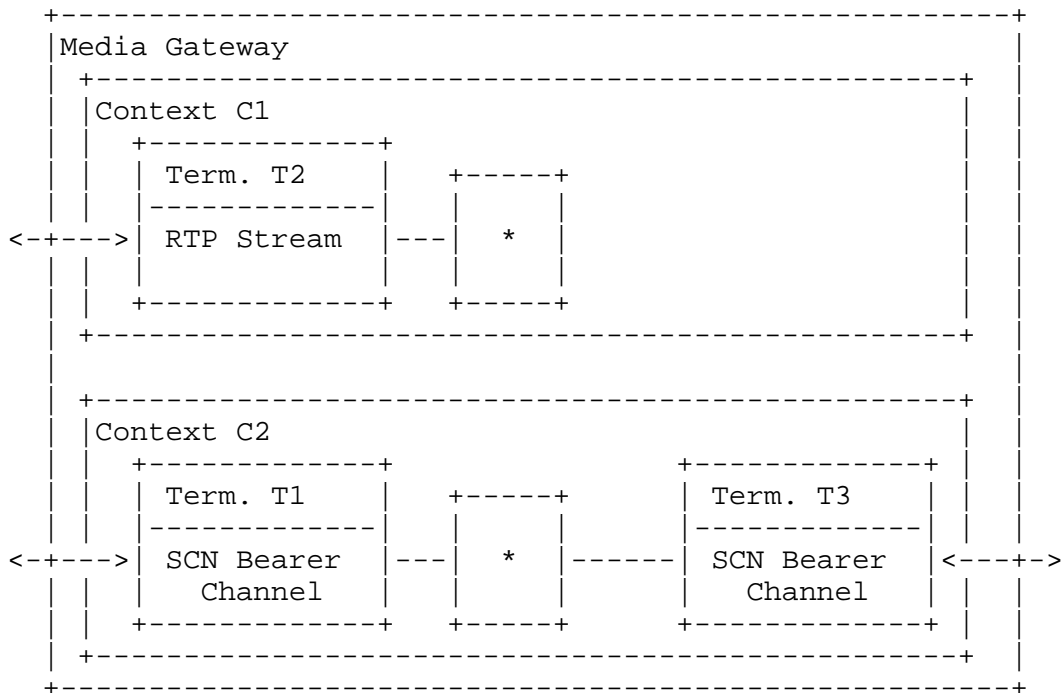 Media Gateway
Context C1
Term. T2
RTP Stream
*
Context C2
Term. T1
*
Term. T3
SCN Bearer
Channel
SCN Bearer
Channel